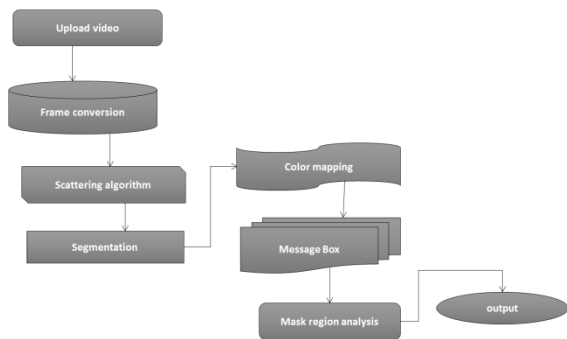 Upload video
Frame conversion
Scattering algorithm
Segmentation
Color mapping
Message Box
Mask region analysis
output